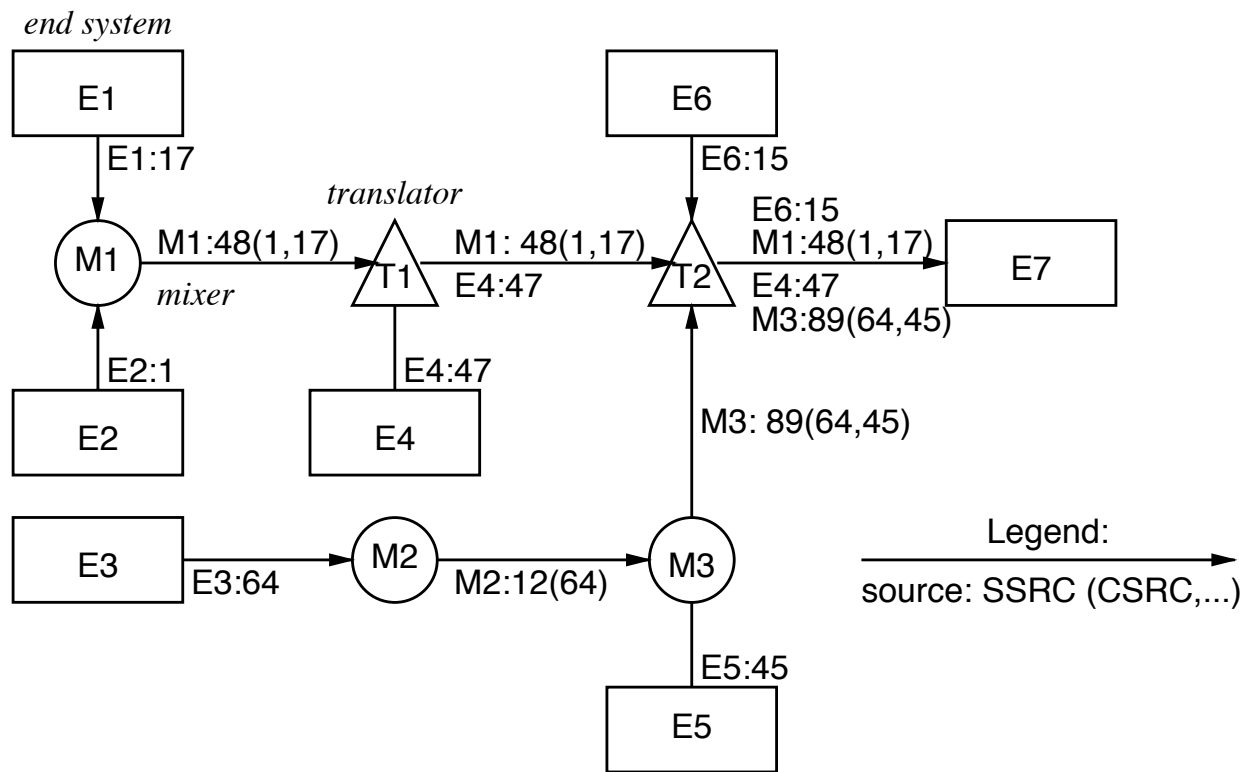 end system
E1
E6
E1:17
E6:15
translator
E6:15
M1
M1:48(1,17)
T1
M1: 48(1,17)
T2
M1:48(1,17)
E7
mixer
E4:47
E4:47
M3:89(64,45)
E2:1
E4:47
E2
E4
M3: 89(64,45)
E3
M2
M3
Legend:
E3:64
M2:12(64)
source: SSRC (CSRC,...)
E5:45
E5